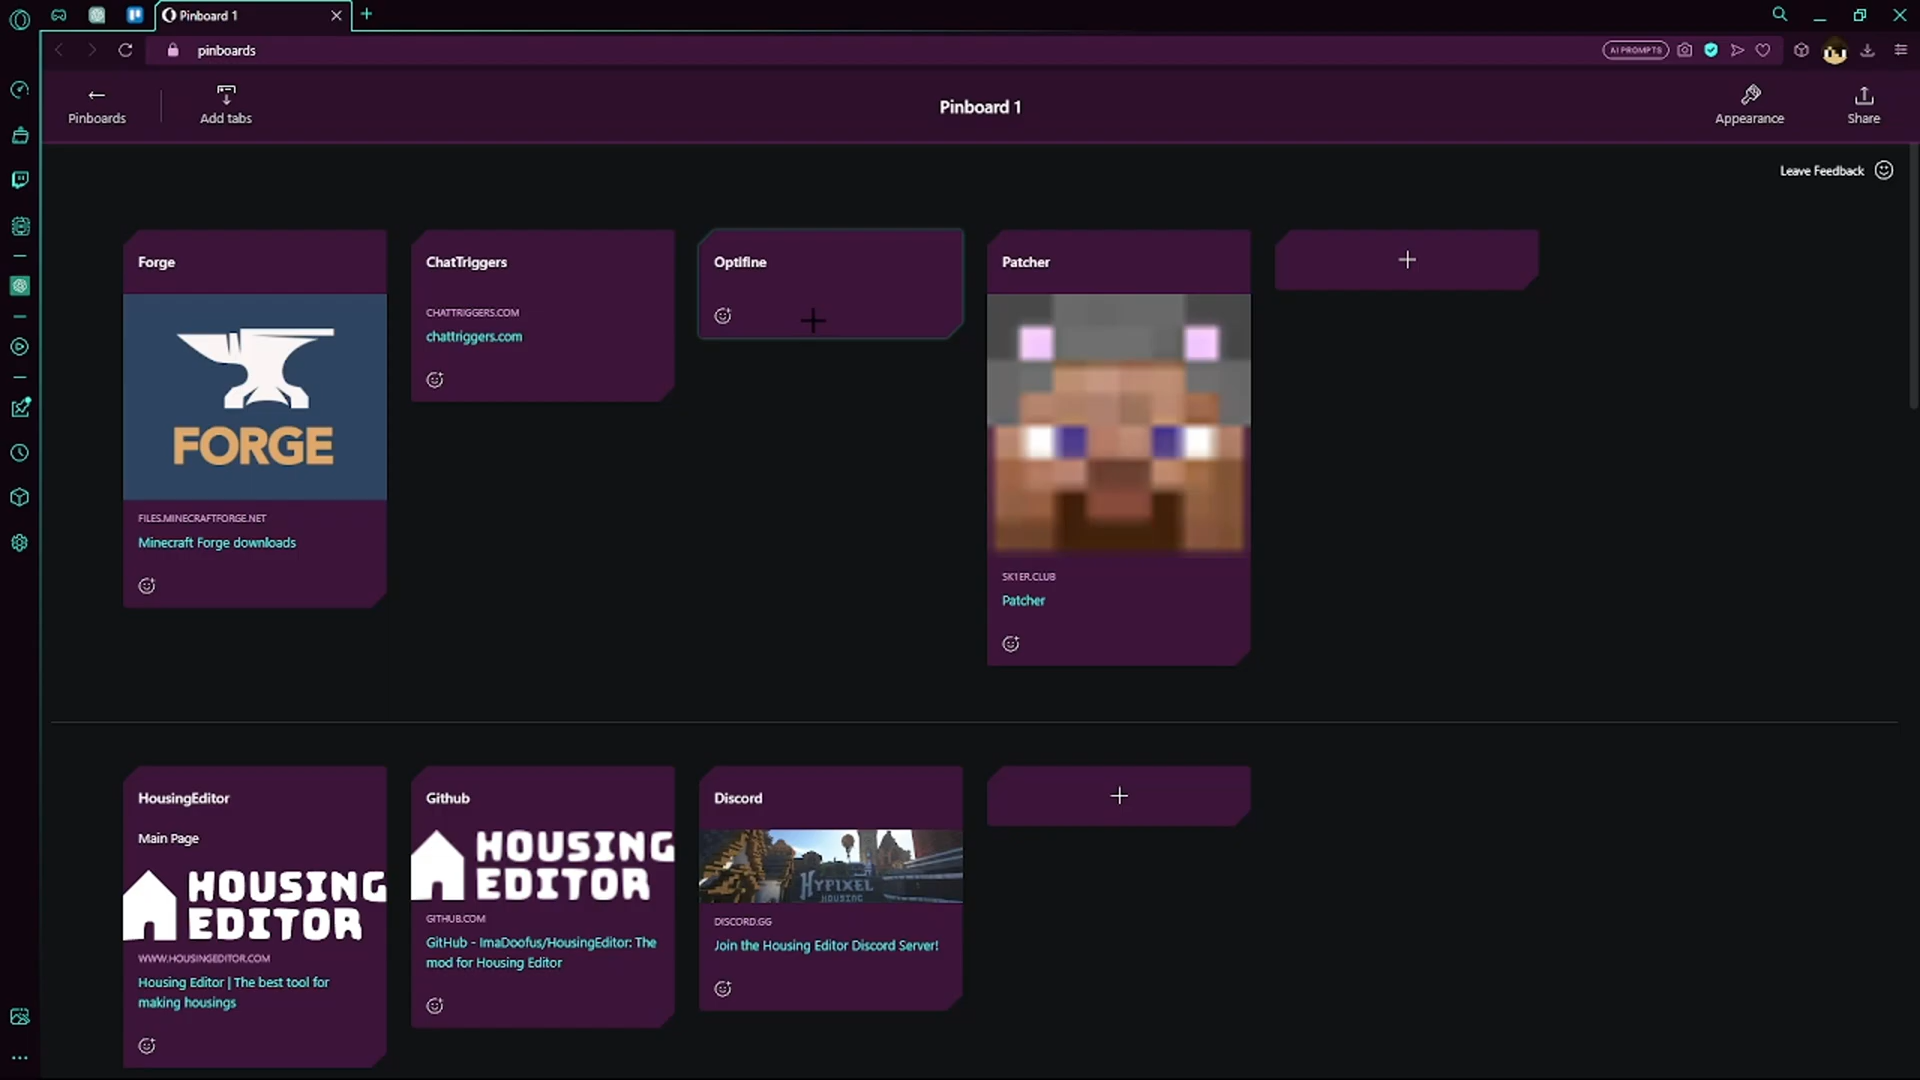 Pinboard 1
pinboards
AI PROMPTS
Pinboards
Add tabs
Pinboard 1
Appearance
Share
Leave Feedback
Forge
FORGE
FILES.MINECRAFTFORGE.NET
Minecraft Forge downloads
ChatTriggers
CHATTRIGGERS.COM
chattriggers.com
Optifine
Patcher
SK1ER.CLUB
Patcher
HousingEditor
Main Page
HOUSING
EDITOR
WWW.HOUSINGEDITOR.COM
Housing Editor | The best tool for
making housings
Github
HOUSING
EDITOR
GITHUB.COM
GitHub - ImaDoofus/HousingEditor: The
mod for Housing Editor
Discord
HYPIXEL
HOUSING
DISCORD.GG
Join the Housing Editor Discord Server!